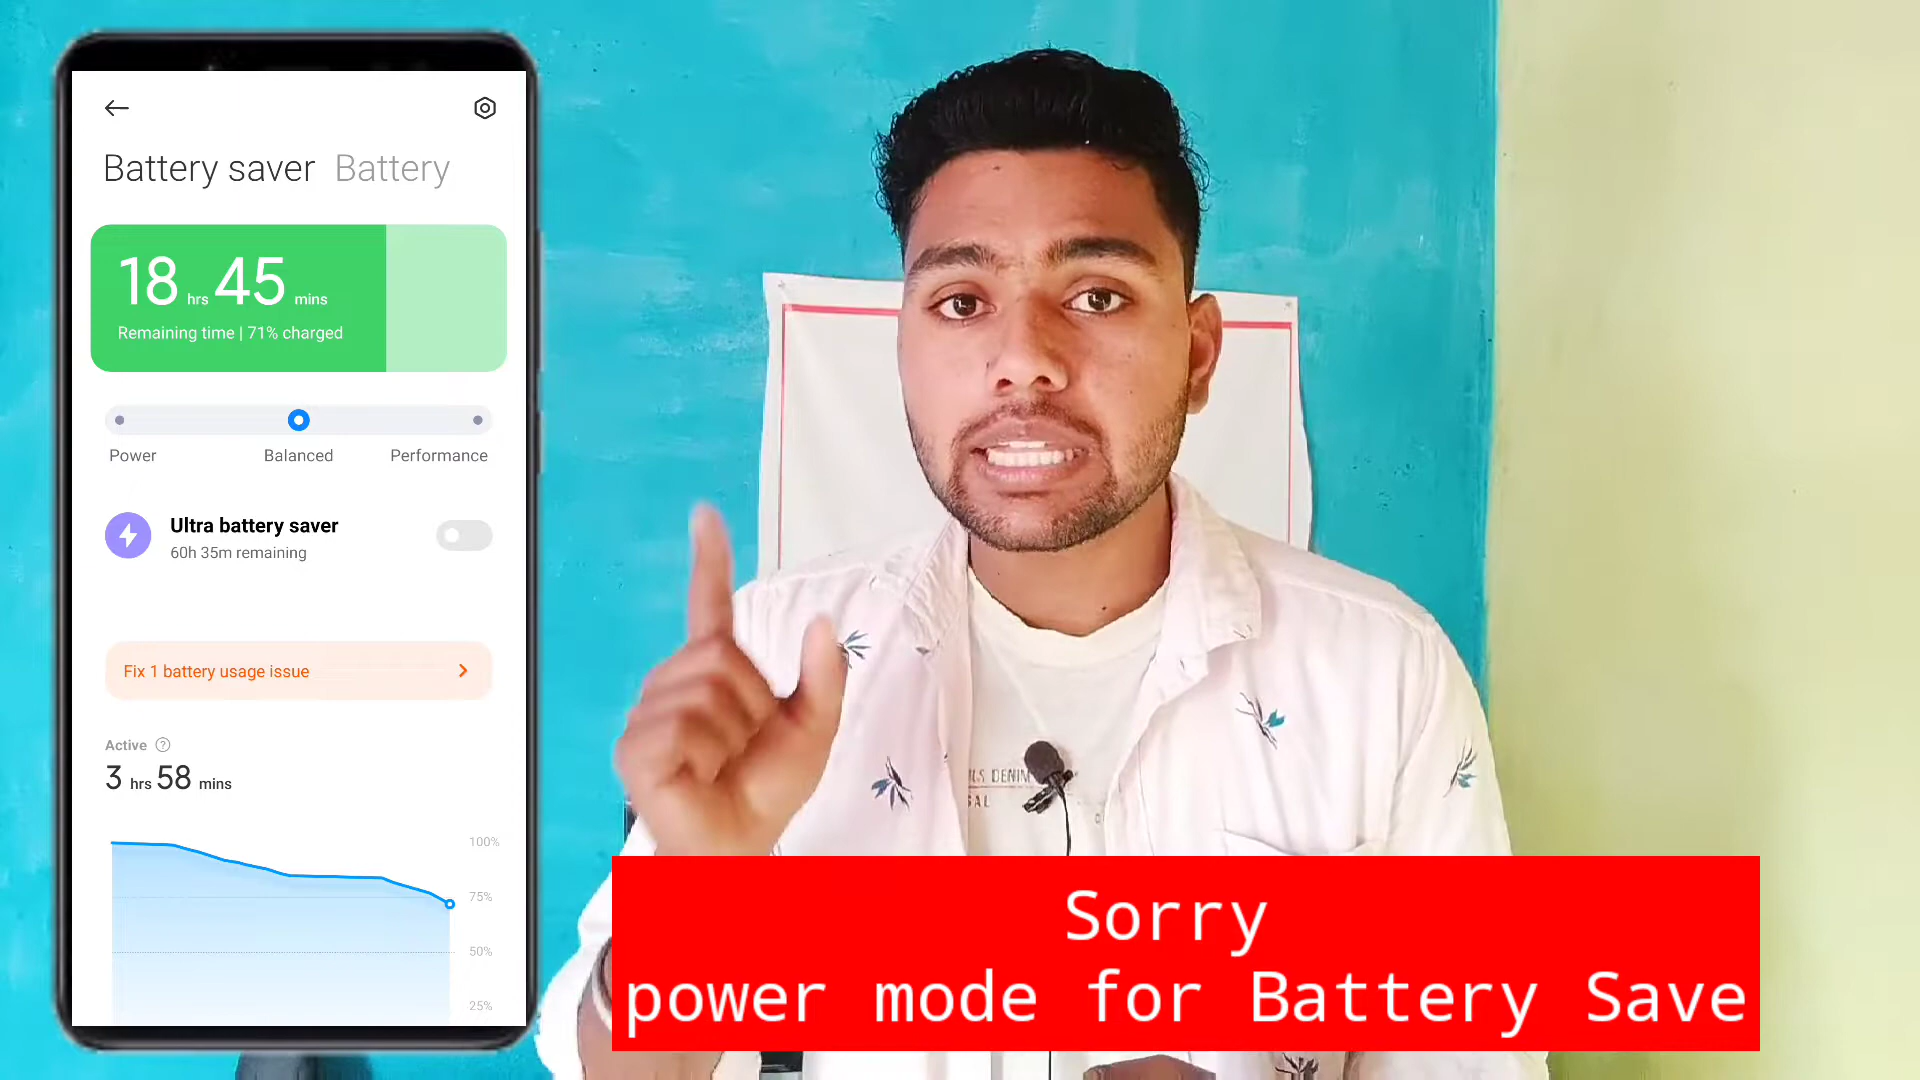 Battery saver Battery
18 hrs 45 mins
Remaining time | 71% charged
Power Balanced Performance
Ultra battery saver
60h 35m remaining
Fix 1 battery usage issue
Active ?
3 hrs 58 mins
100%
75%
50%
25%
DENIM
Sorry
power mode for Battery Save